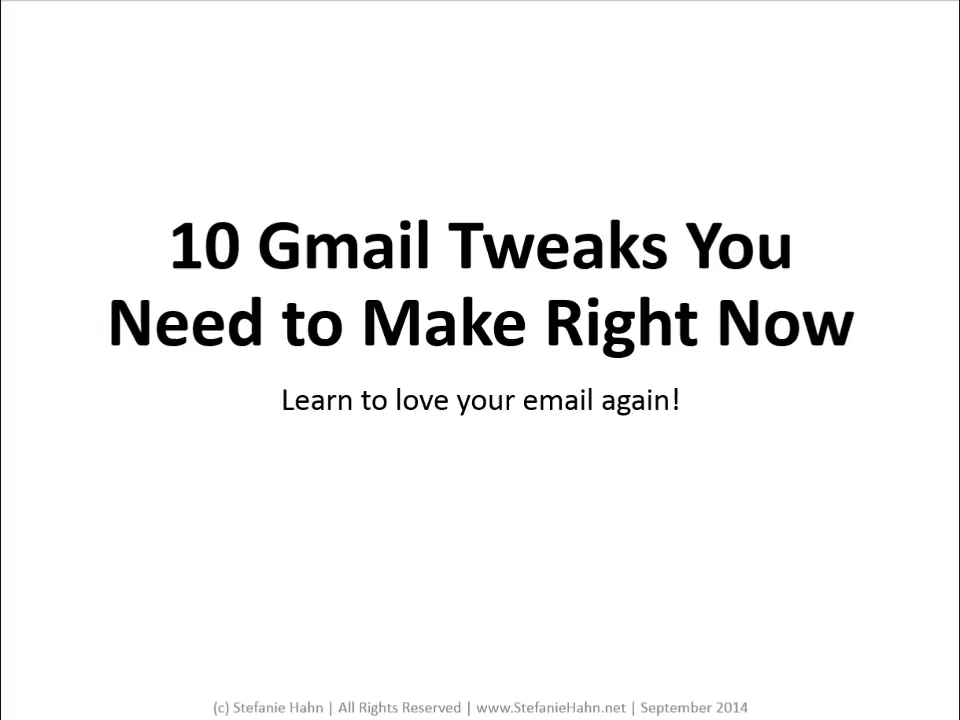 10 Gmail Tweaks You
Need to Make Right Now
Learn to love your email again!
(c) Stefanie Hahn | All Rights Reserved | www.StefanieHahn.net | September 2014